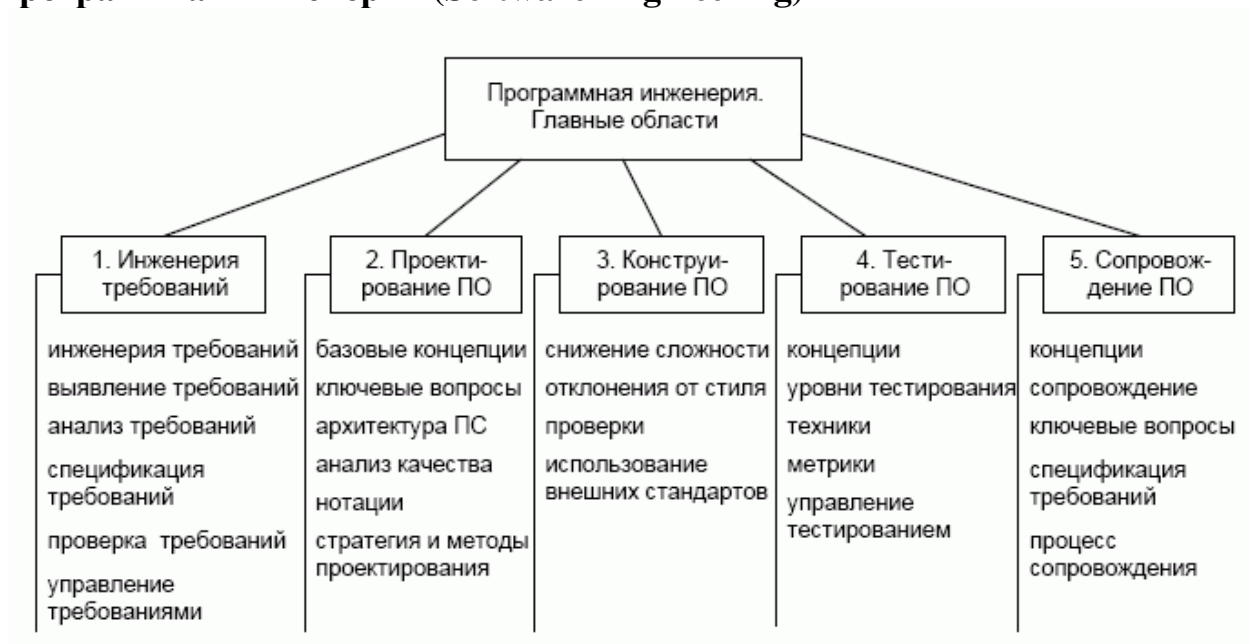 (Software Engineering)
Программная инженерия.
Главные области
1. Инженерия
требований
2. Проекти-
рование ПО
3. Конструи-
рование ПО
4. Тести-
рование ПО
5. Сопровож-
дение ПО
инженерия требований
выявление требований
анализ требований
спецификация
требований
проверка требований
управление
требованиями
базовые концепции
ключевые вопросы
архитектура ПС
анализ качества
нотации
стратегия и методы
проектирования
снижение сложности
отклонения от стиля
проверки
использование
внешних стандартов
концепции
уровни тестирования
техники
метрики
управление
тестированием
концепции
сопровождение
ключевые вопросы
спецификация
требований
процесс
сопровождения